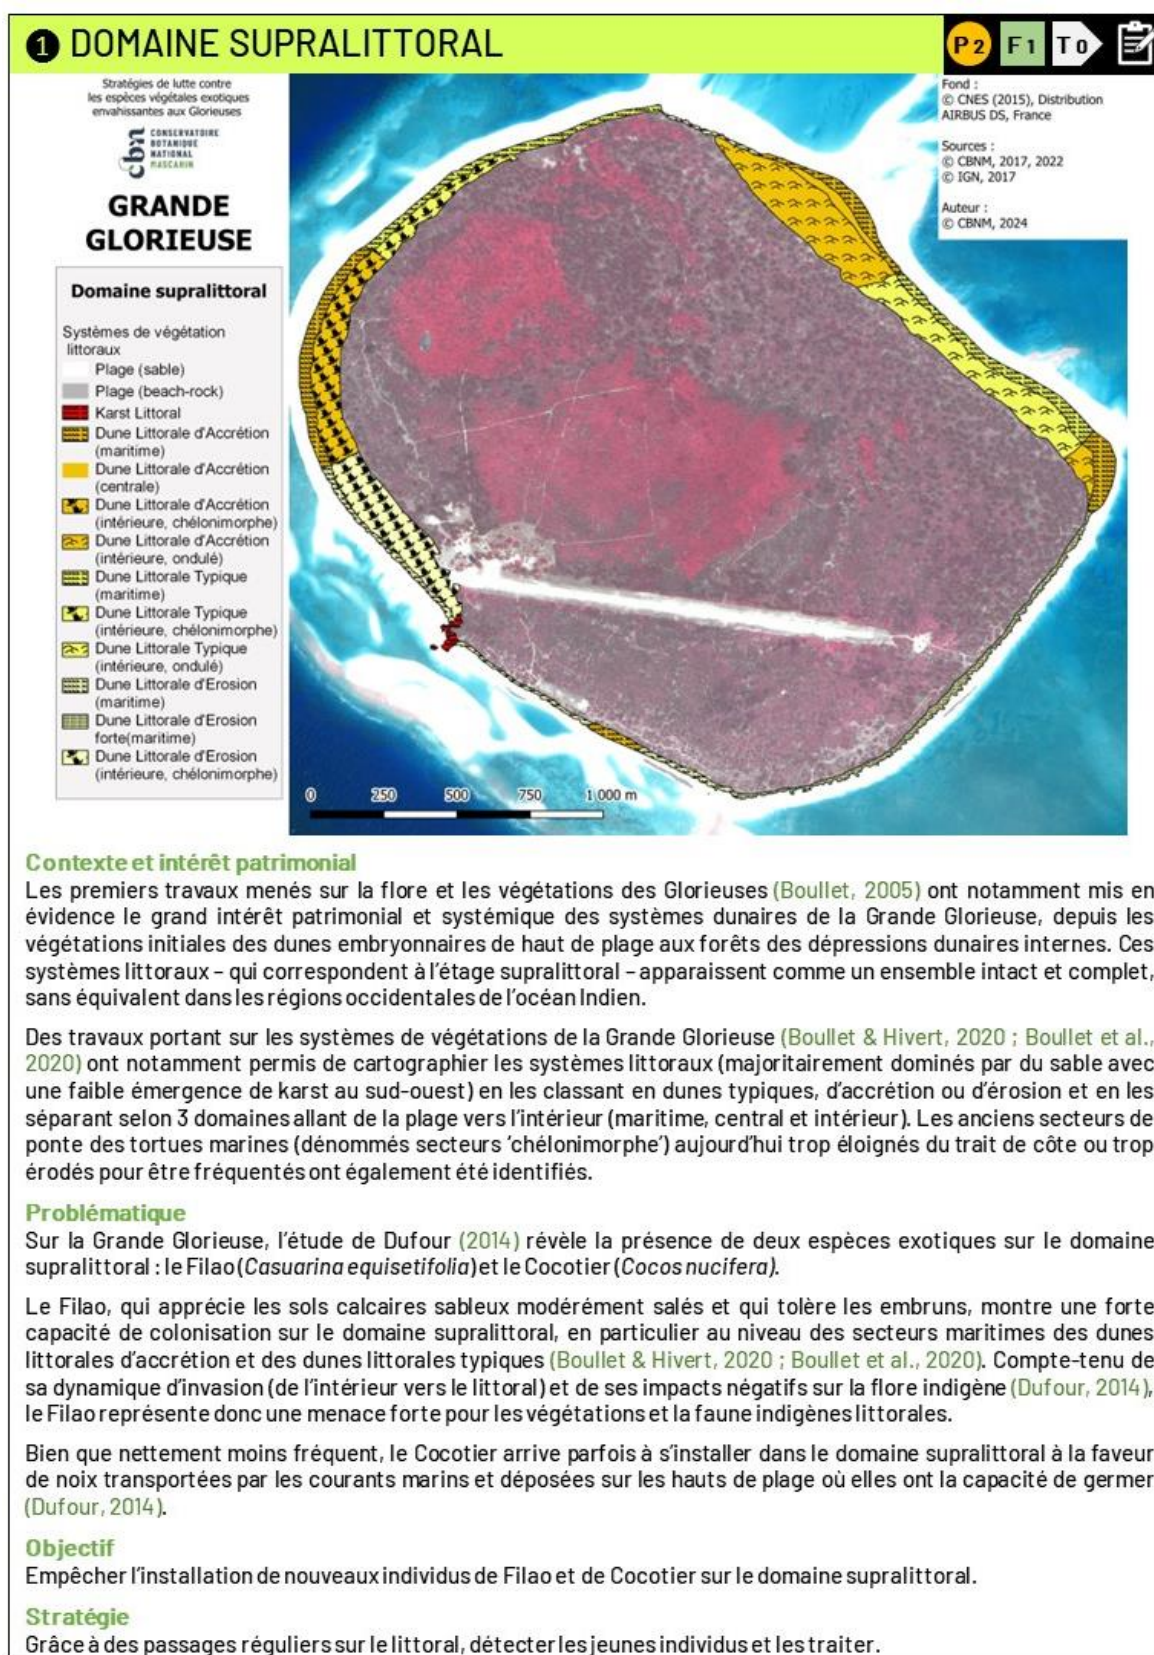 ❶ DOMAINE SUPRALITTORAL
P2 F1 T0
Stratégies de lutte contre
les espèces végétales exotiques
envahissantes aux Glorieuses
cbn CONSERVATOIRE
BOTANIQUE
NATIONAL
MASCARIN
GRANDE
GLORIEUSE
Domaine supralittoral
Systèmes de végétation
littoraux
Plage (sable)
Plage (beach-rock)
Karst Littoral
Dune Littorale d'Accrétion
(maritime)
Dune Littorale d'Accrétion
(centrale)
Dune Littorale d'Accrétion
(intérieure, chélonimorphe)
Dune Littorale d'Accrétion
(intérieure, ondulé)
Dune Littorale Typique
(maritime)
Dune Littorale Typique
(intérieure, chélonimorphe)
Dune Littorale Typique
(intérieure, ondulé)
Dune Littorale d'Erosion
(maritime)
Dune Littorale d'Erosion
forte(maritime)
Dune Littorale d'Erosion
(intérieure, chélonimorphe)
Fond :
© CNES (2015), Distribution
AIRBUS DS, France
Sources :
© CBNM, 2017, 2022
© IGN, 2017
Auteur :
© CBNM, 2024
0 250 500 750 1 000 m
Contexte et intérêt patrimonial
Les premiers travaux menés sur la flore et les végétations des Glorieuses (Boullet, 2005) ont notamment mis en
évidence le grand intérêt patrimonial et systémique des systèmes dunaires de la Grande Glorieuse, depuis les
végétations initiales des dunes embryonnaires de haut de plage aux forêts des dépressions dunaires internes. Ces
systèmes littoraux – qui correspondent à l'étage supralittoral – apparaissent comme un ensemble intact et complet,
sans équivalent dans les régions occidentales de l'océan Indien.
Des travaux portant sur les systèmes de végétations de la Grande Glorieuse (Boullet & Hivert, 2020 ; Boullet et al.,
2020) ont notamment permis de cartographier les systèmes littoraux (majoritairement dominés par du sable avec
une faible émergence de karst au sud-ouest) en les classant en dunes typiques, d'accrétion ou d'érosion et en les
séparant selon 3 domaines allant de la plage vers l'intérieur (maritime, central et intérieur). Les anciens secteurs de
ponte des tortues marines (dénommés secteurs 'chélonimorphe') aujourd'hui trop éloignés du trait de côte ou trop
érodés pour être fréquentés ont également été identifiés.
Problématique
Sur la Grande Glorieuse, l'étude de Dufour (2014) révèle la présence de deux espèces exotiques sur le domaine
supralittoral : le Filao (Casuarina equisetifolia) et le Cocotier (Cocos nucifera).
Le Filao, qui apprécie les sols calcaires sableux modérément salés et qui tolère les embruns, montre une forte
capacité de colonisation sur le domaine supralittoral, en particulier au niveau des secteurs maritimes des dunes
littorales d'accrétion et des dunes littorales typiques (Boullet & Hivert, 2020 ; Boullet et al., 2020). Compte-tenu de
sa dynamique d'invasion (de l'intérieur vers le littoral) et de ses impacts négatifs sur la flore indigène (Dufour, 2014),
le Filao représente donc une menace forte pour les végétations et la faune indigènes littorales.
Bien que nettement moins fréquent, le Cocotier arrive parfois à s'installer dans le domaine supralittoral à la faveur
de noix transportées par les courants marins et déposées sur les hauts de plage où elles ont la capacité de germer
(Dufour, 2014).
Objectif
Empêcher l'installation de nouveaux individus de Filao et de Cocotier sur le domaine supralittoral.
Stratégie
Grâce à des passages réguliers sur le littoral, détecter les jeunes individus et les traiter.